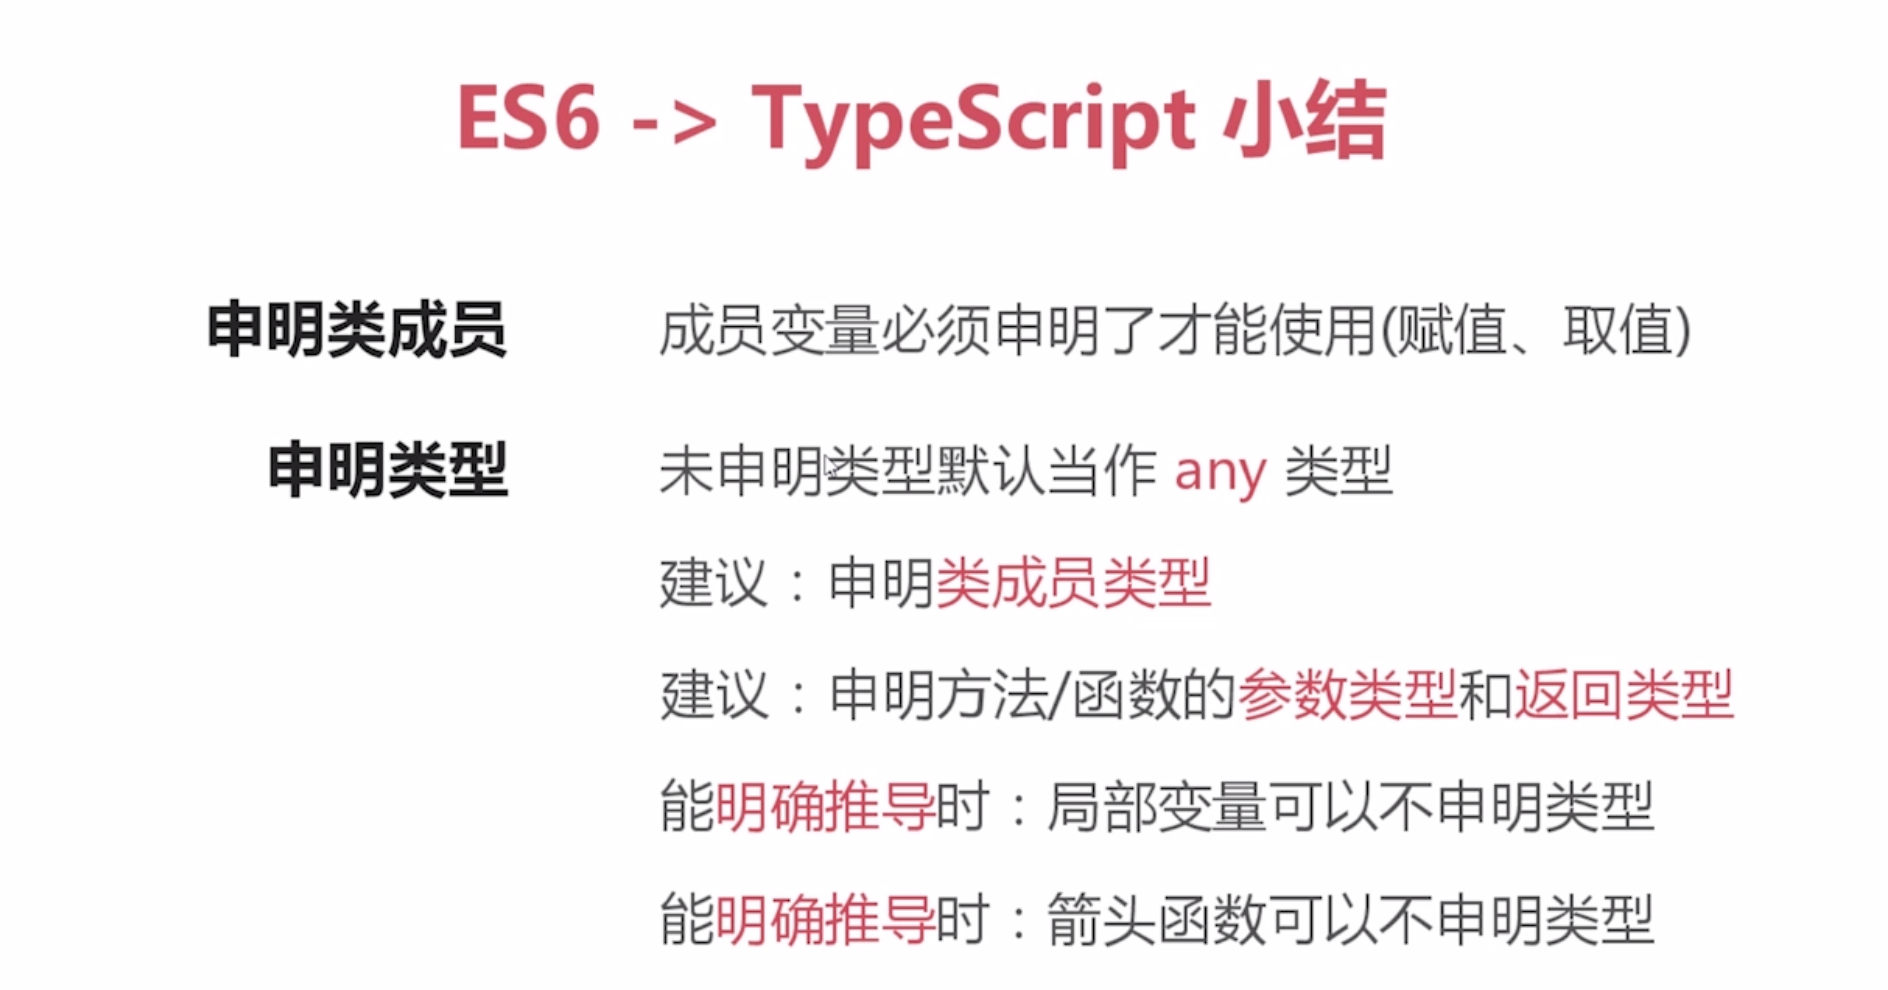 ES6 -> TypeScript 小结
申明类成员 成员变量必须申明了才能使用(赋值、取值)
申明类型 未申明类型默认当作 any 类型
建议：申明类成员类型
建议：申明方法/函数的参数类型和返回类型
能明确推导时：局部变量可以不申明类型
能明确推导时：箭头函数可以不申明类型